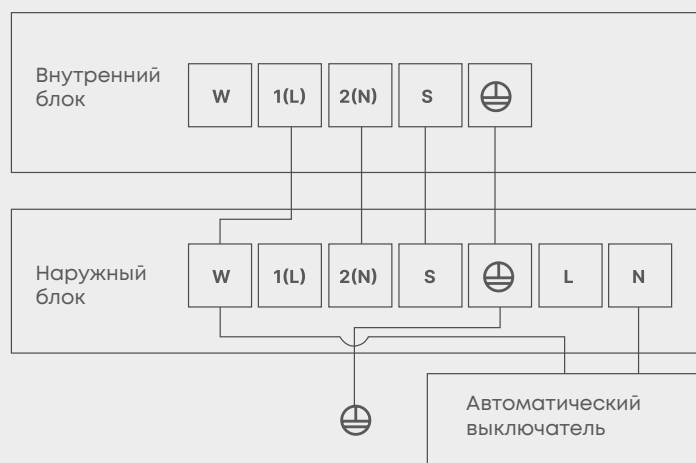 Внутренний
блок
W 1(L) 2(N) S
Наружный
блок
W 1(L) 2(N) S L N
Автоматический
выключатель